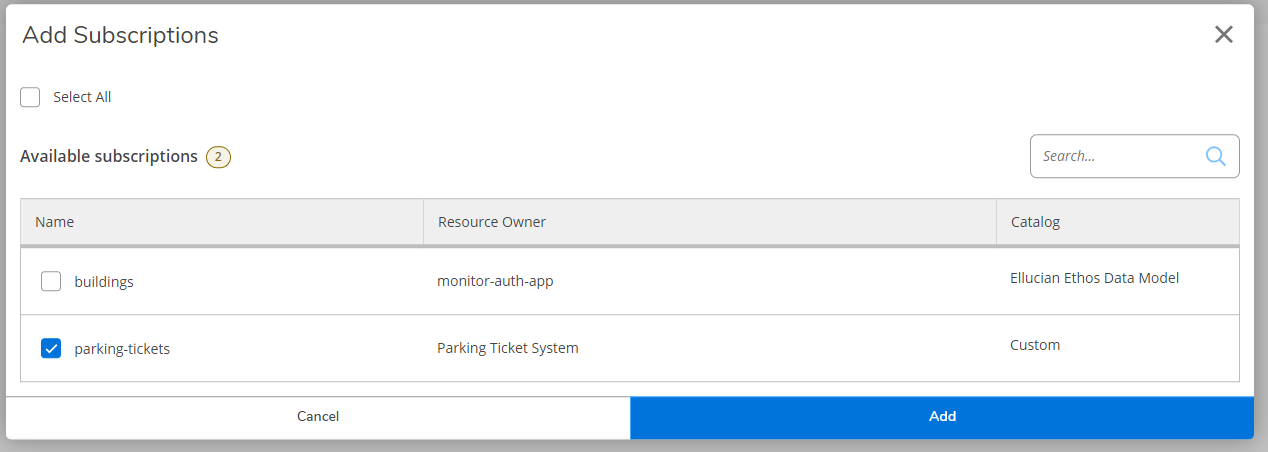 Add Subscriptions
Select All
Available subscriptions 2
Search...
Name Resource Owner Catalog
buildings monitor-auth-app Ellucian Ethos Data Model
parking-tickets Parking Ticket System Custom
Cancel Add